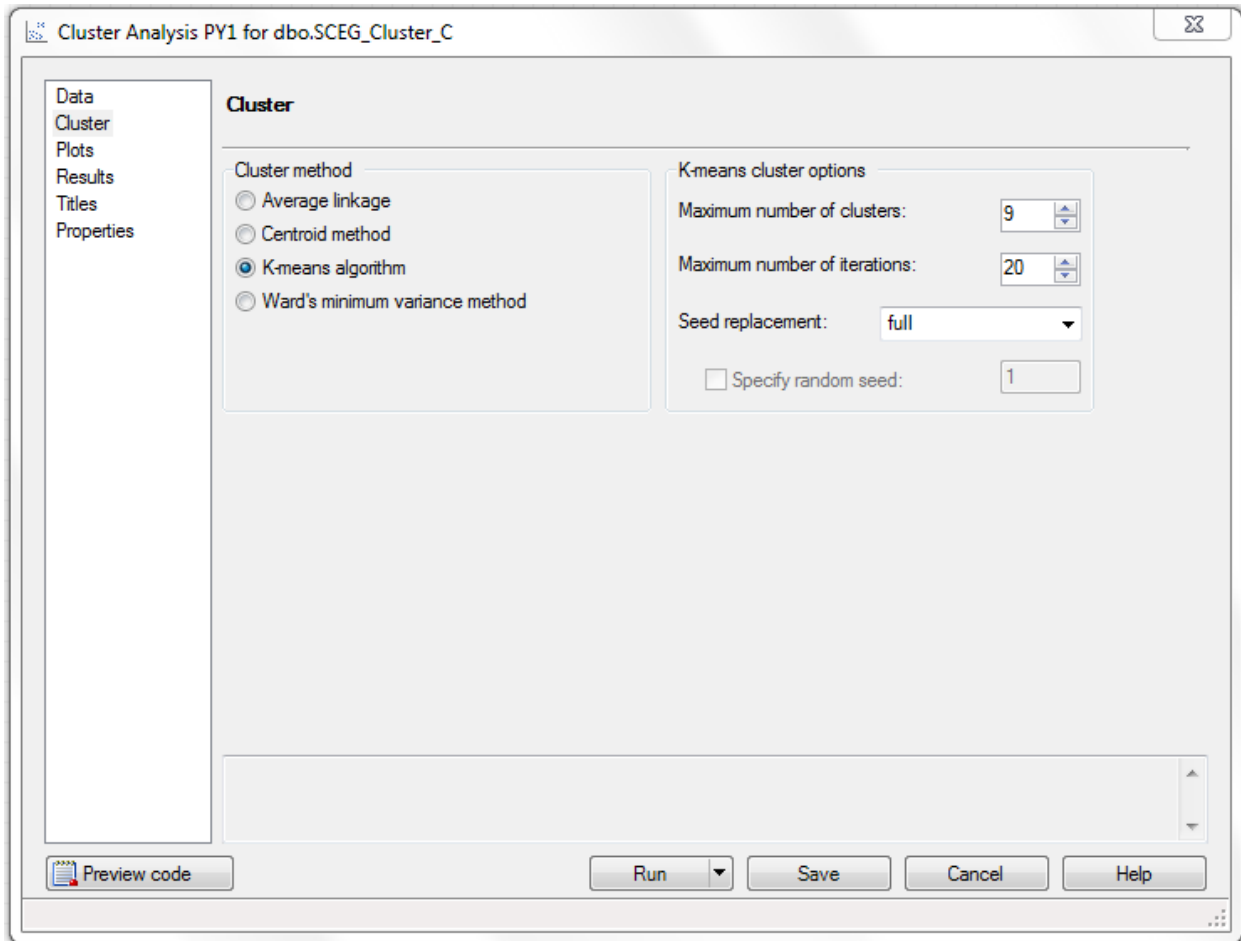 Cluster Analysis PY1 for dbo.SCEG_Cluster_C
Data
Cluster
Plots
Results
Titles
Properties
Cluster
Cluster method
Average linkage
Centroid method
K-means algorithm
Ward's minimum variance method
K-means cluster options
Maximum number of clusters: 9
Maximum number of iterations: 20
Seed replacement: full
Specify random seed: 1
Preview code
Run
Save
Cancel
Help